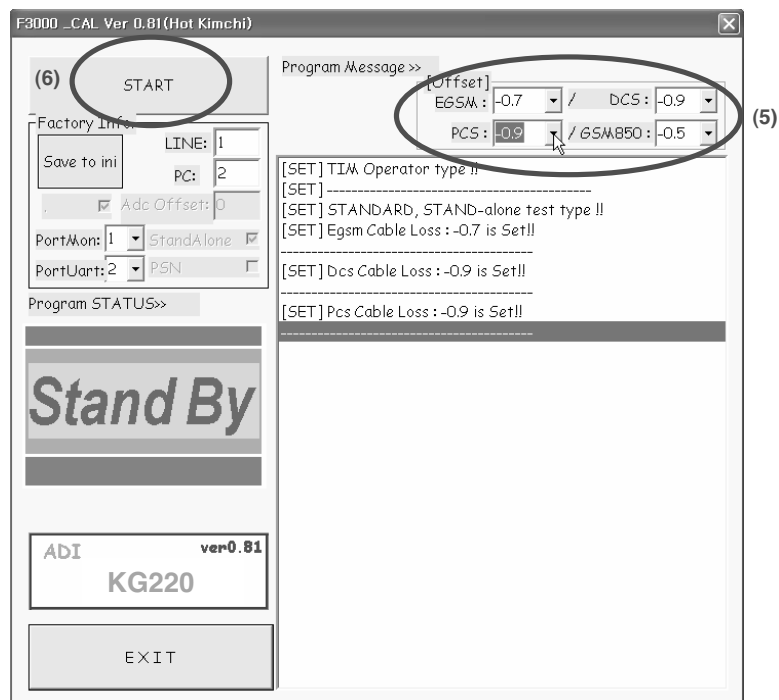 F3000 _CAL Ver 0.81(Hot Kimchi)
(6)
START
Factory Info.
LINE: 1
Save to ini
PC: 2
. Adc Offset: 0
PortMon: 1 StandAlone
PortUart: 2 PSN
Program STATUS>>
Stand By
ADI ver0.81
KG220
EXIT
Program Message >>
[Offset]
EGSM : -0.7 / DCS : -0.9
PCS : -0.9 / GSM850 : -0.5
(5)
[SET] TIM Operator type !!
[SET] -----------------------------------------
[SET] STANDARD, STAND-alone test type !!
[SET] Egsm Cable Loss : -0.7 is Set!!
---------------------------------------
[SET] Dcs Cable Loss : -0.9 is Set!!
---------------------------------------
[SET] Pcs Cable Loss : -0.9 is Set!!
---------------------------------------